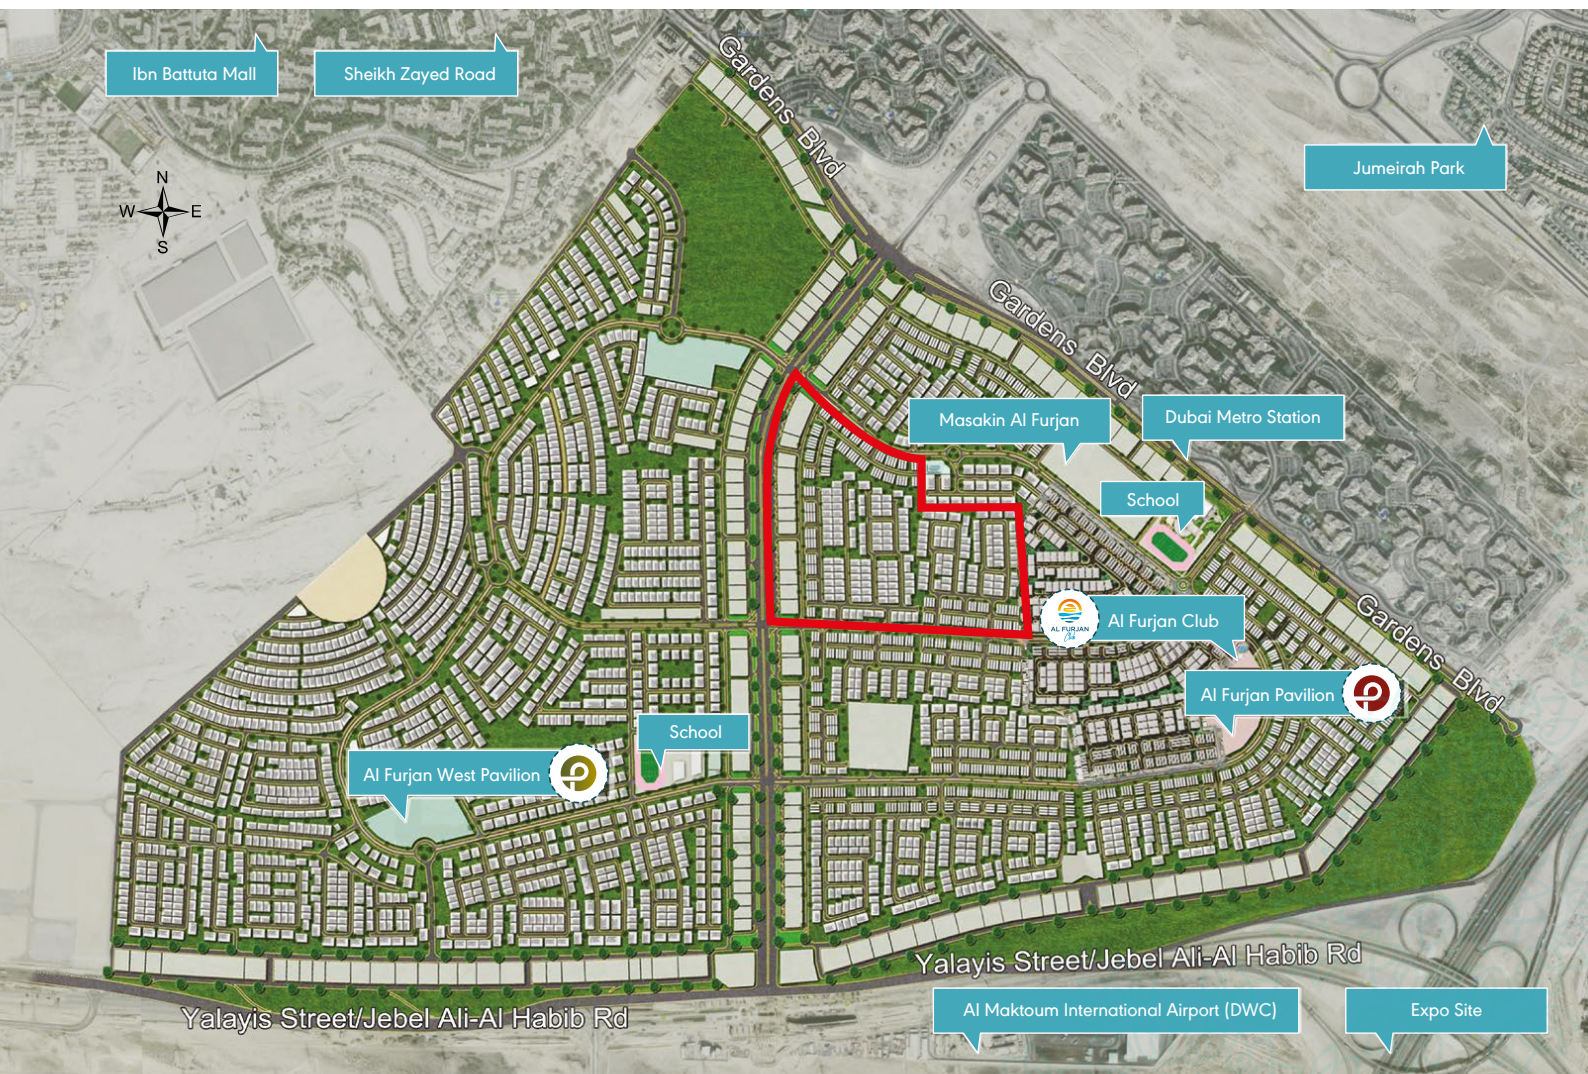 Gardens Blvd
Ibn Battuta Mall
Sheikh Zayed Road
Jumeirah Park
N
W
E
S
Gardens Blvd
Masakin Al Furjan
Dubai Metro Station
School
AL FURJAN
Club
Al Furjan Club
Gardens Blvd
Al Furjan Pavilion
School
Al Furjan West Pavilion
Yalayis Street/Jebel Ali-Al Habib Rd
Yalayis Street/Jebel Ali-Al Habib Rd
Al Maktoum International Airport (DWC)
Expo Site